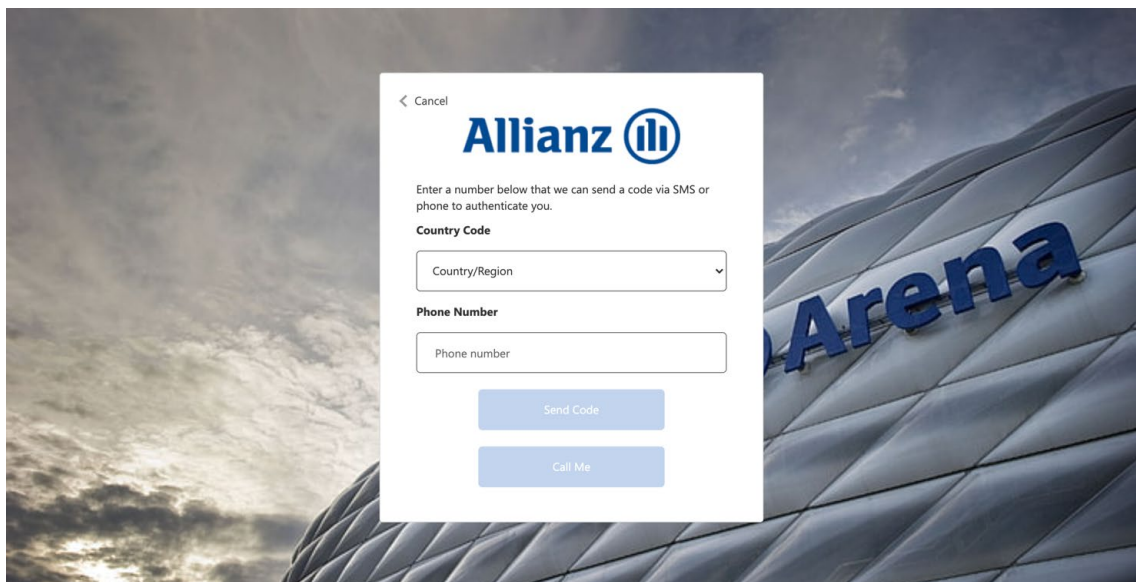 Cancel
Allianz
Enter a number below that we can send a code via SMS or
phone to authenticate you.
Country Code
Country/Region
Phone Number
Phone number
Send Code
Call Me
Arena